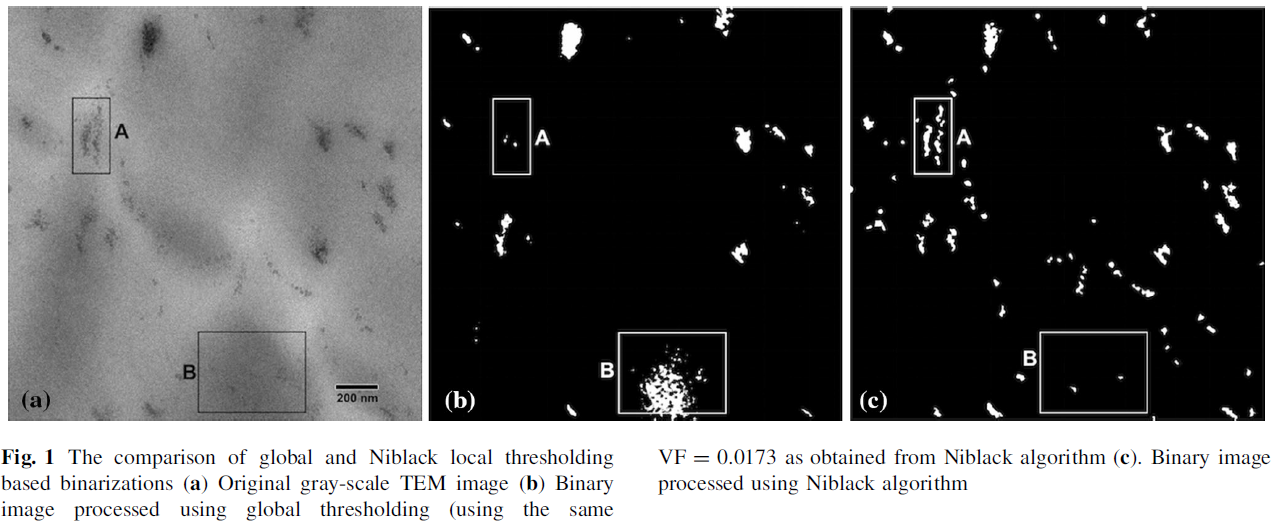 A
B
200 nm
(a)
A
B
(b)
A
B
(c)
Fig. 1 The comparison of global and Niblack local thresholding
based binarizations (a) Original gray-scale TEM image (b) Binary
image processed using global thresholding (using the same
VF = 0.0173 as obtained from Niblack algorithm (c). Binary image
processed using Niblack algorithm